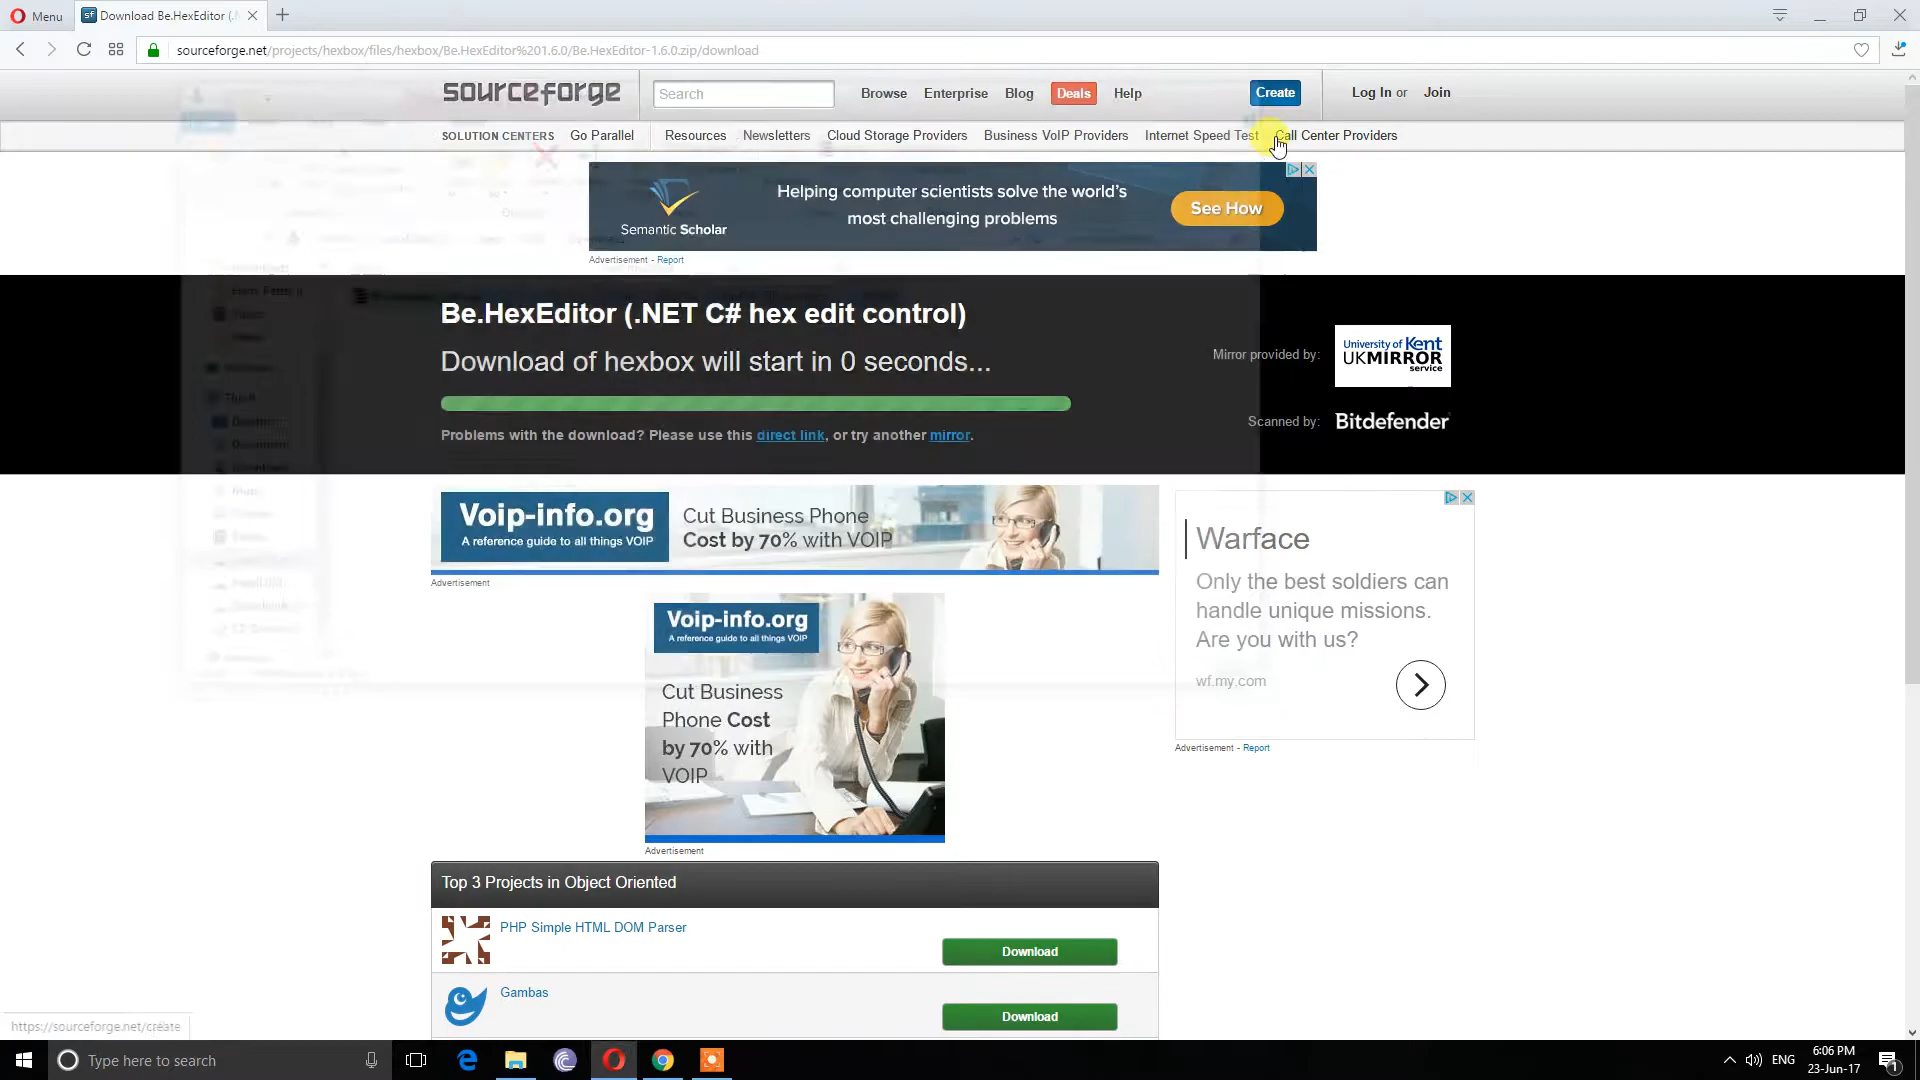 Menu
Download Be.HexEditor (.
sourceforge.net/projects/hexbox/files/hexbox/Be.HexEditor%201.6.0/Be.HexEditor-1.6.0.zip/download
sourceforge
Search
Browse
Enterprise
Blog
Deals
Help
Create
Log In or
Join
SOLUTION CENTERS
Go Parallel
Resources
Newsletters
Cloud Storage Providers
Business VoIP Providers
Internet Speed Test
Call Center Providers
Semantic Scholar
Helping computer scientists solve the world's
most challenging problems
See How
Advertisement - Report
Be.HexEditor (.NET C# hex edit control)
Download of hexbox will start in 0 seconds...
Problems with the download? Please use this direct link, or try another mirror.
Mirror provided by:
University of Kent
UKMIRROR
service
Scanned by:
Bitdefender
Voip-info.org
A reference guide to all things VOIP
Cut Business Phone
Cost by 70% with VOIP
Advertisement
Voip-info.org
A reference guide to all things VOIP
Cut Business
Phone Cost
by 70% with
VOIP
Advertisement
Warface
Only the best soldiers can
handle unique missions.
Are you with us?
wf.my.com
Advertisement - Report
Top 3 Projects in Object Oriented
PHP Simple HTML DOM Parser
Download
Gambas
Download
https://sourceforge.net/create
Type here to search
ENG
6:06 PM
23-Jun-17
1